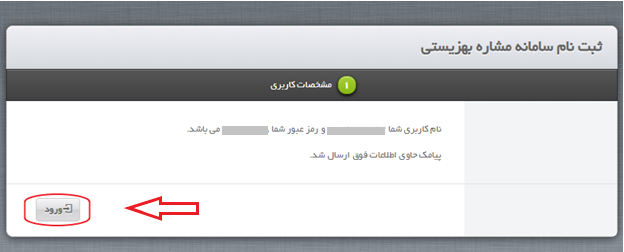 ثبت نام سامانه مشاره بهزیستی
۱ مشخصات کاربری
نام کاربری شما و رمز عبور شما , می باشد.
پیامک حاوی اطلاعات فوق ارسال شد.
ورود